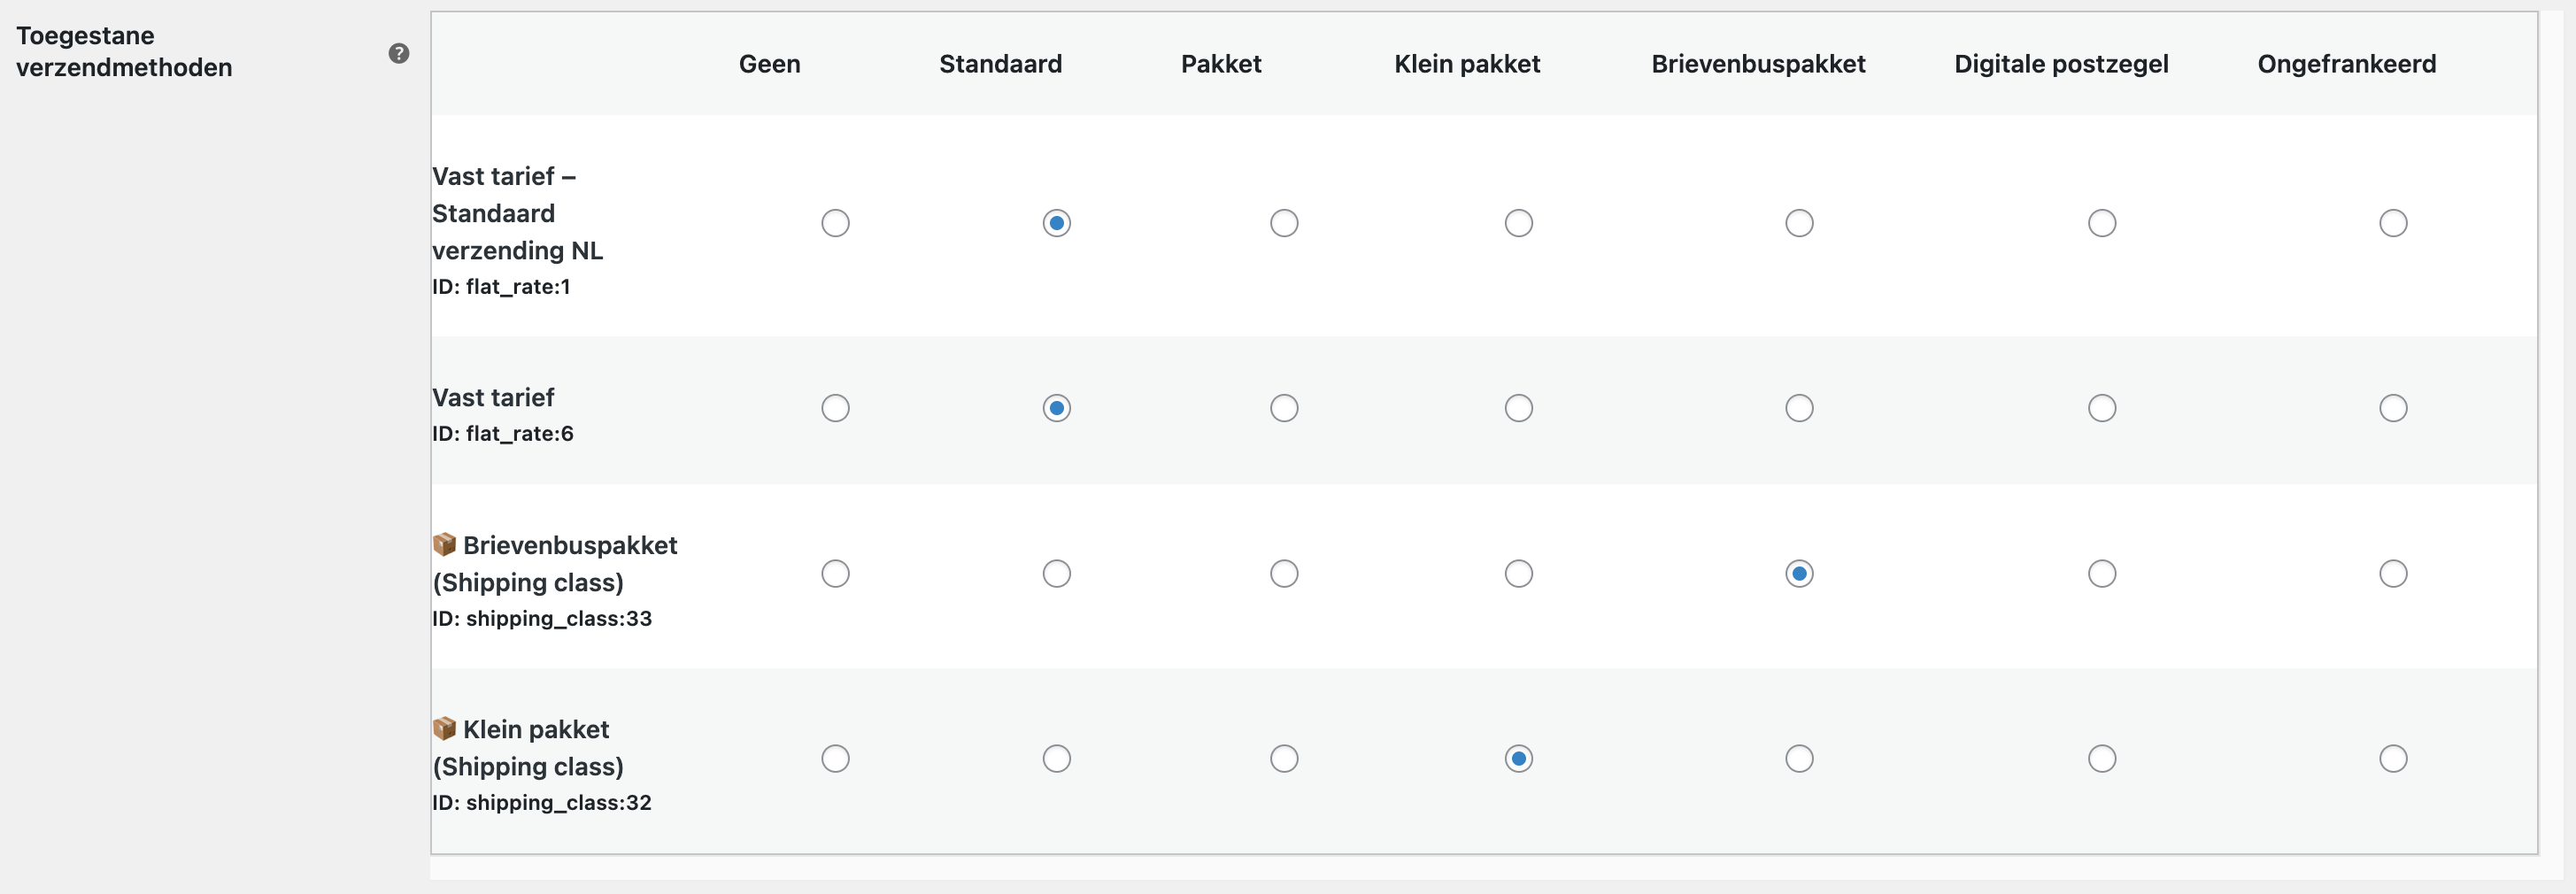 Toegestane
verzendmethoden
?
Geen Standaard Pakket Klein pakket Brievenbuspakket Digitale postzegel Ongefrankeerd
Vast tarief –
Standaard
verzending NL
ID: flat_rate:1
Vast tarief
ID: flat_rate:6
📦 Brievenbuspakket
(Shipping class)
ID: shipping_class:33
📦 Klein pakket
(Shipping class)
ID: shipping_class:32